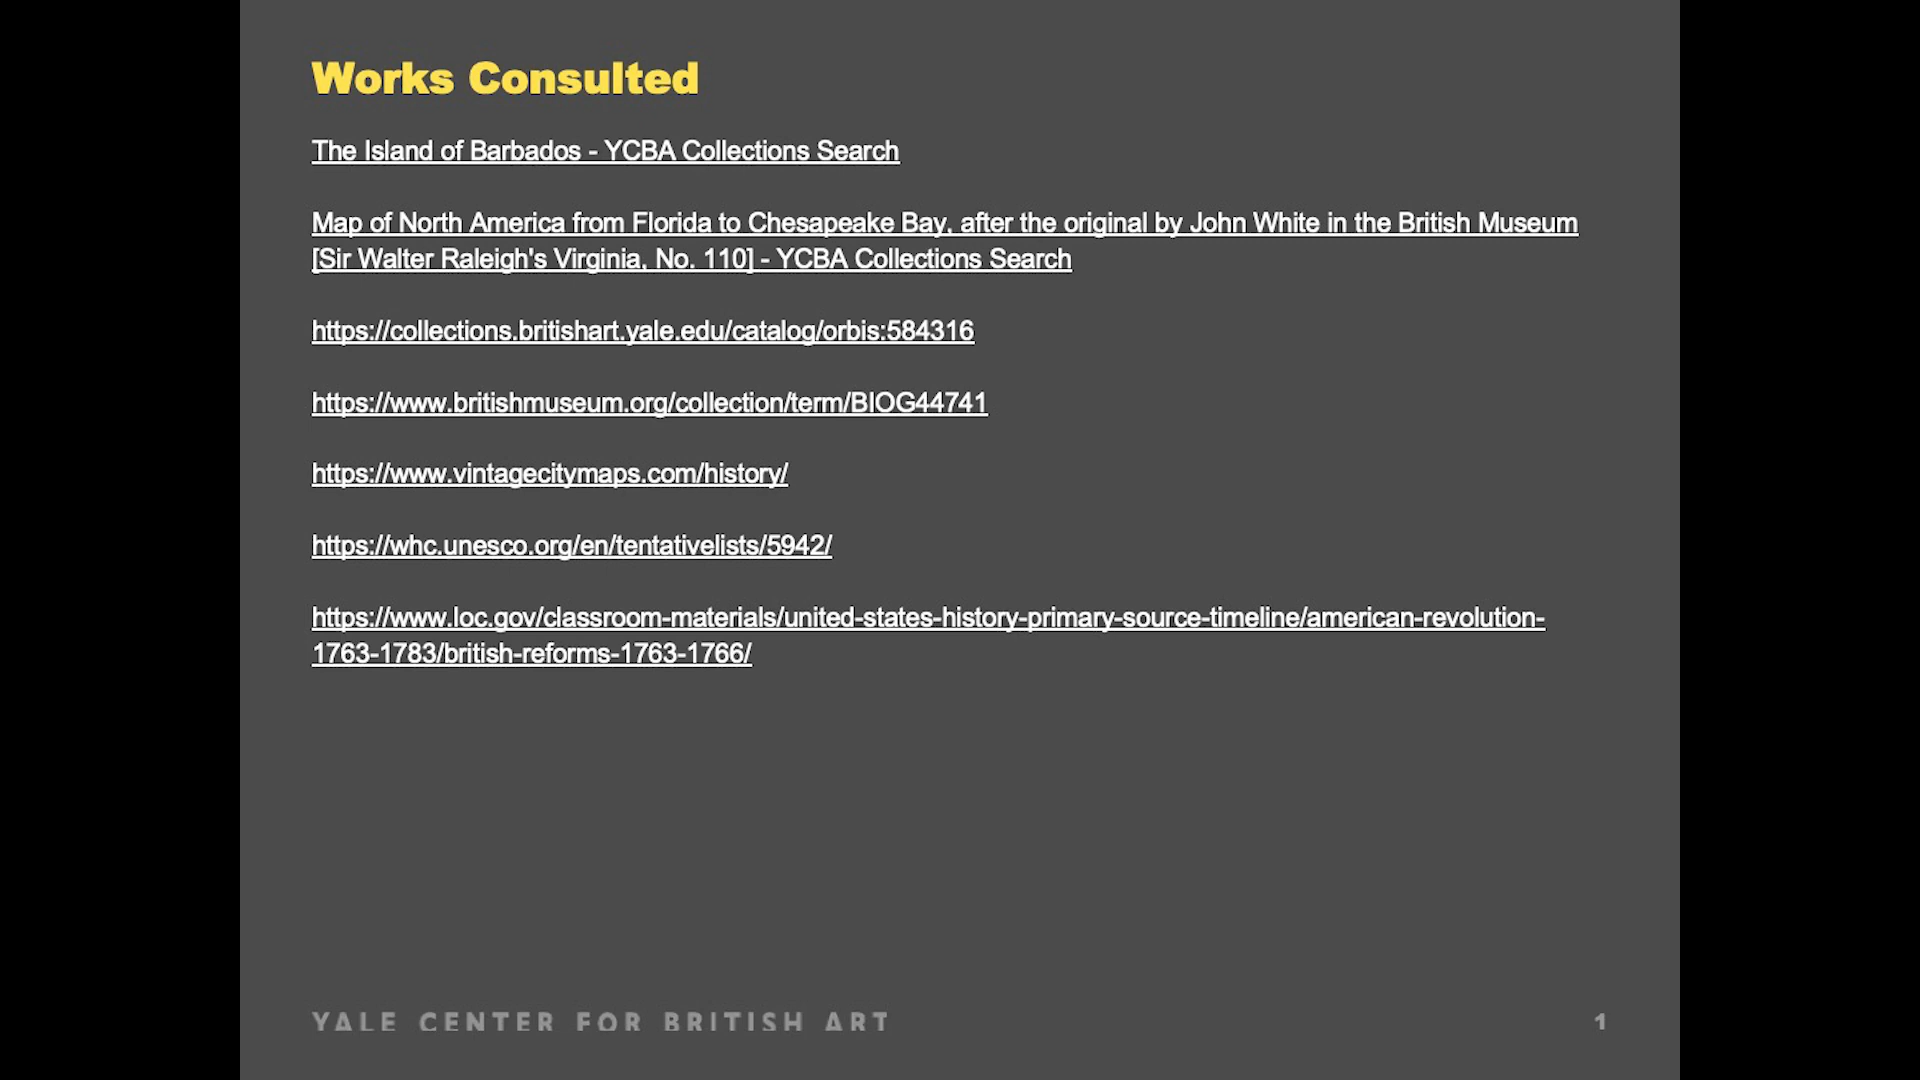 Works Consulted
The Island of Barbados - YCBA Collections Search
Map of North America from Florida to Chesapeake Bay, after the original by John White in the British Museum
[Sir Walter Raleigh's Virginia, No. 110] - YCBA Collections Search
https://collections.britishart.yale.edu/catalog/orbis:584316
https://www.britishmuseum.org/collection/term/BIOG44741
https://www.vintagecitymaps.com/history/
https://whc.unesco.org/en/tentativelists/5942/
https://www.loc.gov/classroom-materials/united-states-history-primary-source-timeline/american-revolution-
1763-1783/british-reforms-1763-1766/
YALE CENTER FOR BRITISH ART
1